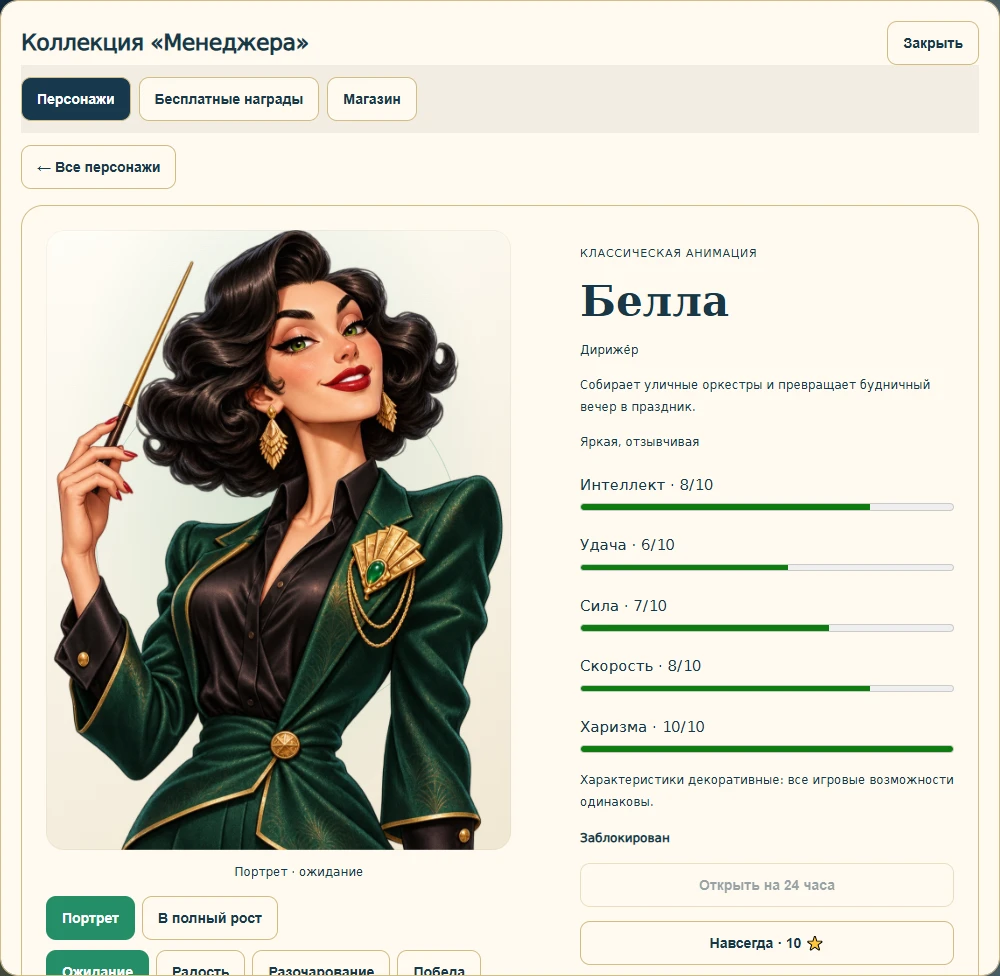 Коллекция «Менеджера»
Закрыть
Персонажи
Бесплатные награды
Магазин
← Все персонажи
КЛАССИЧЕСКАЯ АНИМАЦИЯ
Белла
Дирижёр
Собирает уличные оркестры и превращает будничный
вечер в праздник.
Яркая, отзывчивая
Интеллект · 8/10
Удача · 6/10
Сила · 7/10
Скорость · 8/10
Харизма · 10/10
Характеристики декоративные: все игровые возможности
одинаковы.
Заблокирован
Открыть на 24 часа
Навсегда · 10 ⭐
Портрет · ожидание
Портрет
В полный рост
Ожидание
Радость
Разочарование
Победа